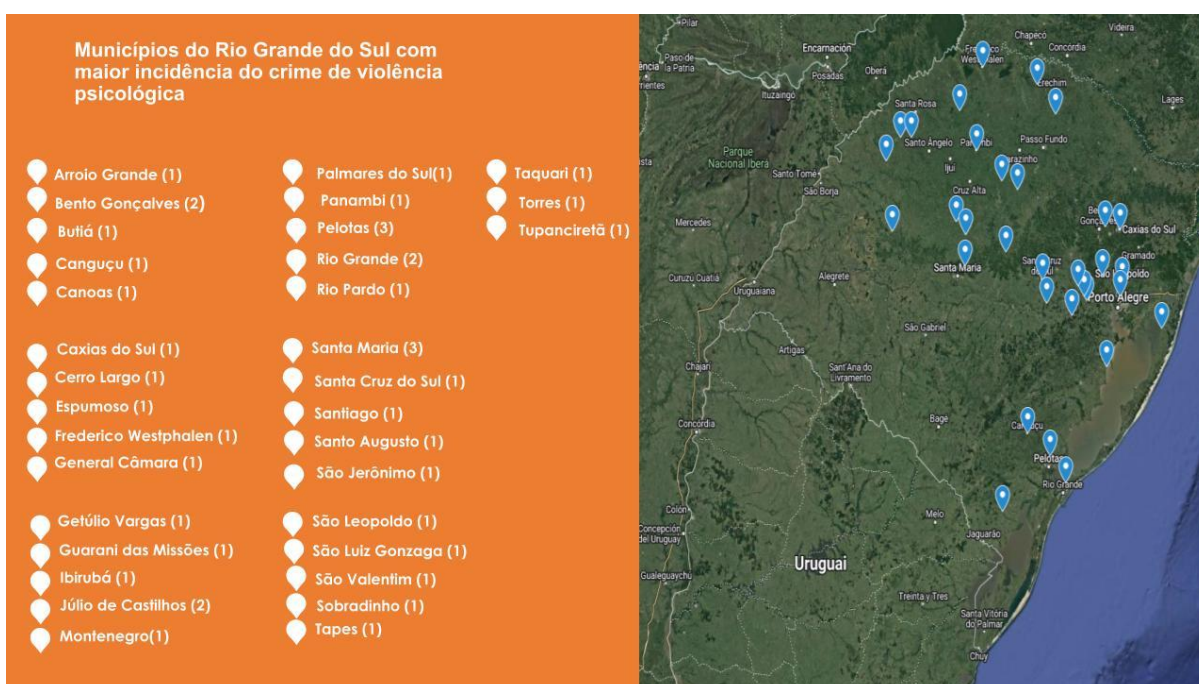 Municípios do Rio Grande do Sul com
maior incidência do crime de violência
psicológica
Arroio Grande (1)
Bento Gonçalves (2)
Butiá (1)
Canguçu (1)
Canoas (1)
Caxias do Sul (1)
Cerro Largo (1)
Espumoso (1)
Frederico Westphalen (1)
General Câmara (1)
Getúlio Vargas (1)
Guarani das Missões (1)
Ibirubá (1)
Júlio de Castilhos (2)
Montenegro(1)
Palmares do Sul(1)
Panambi (1)
Pelotas (3)
Rio Grande (2)
Rio Pardo (1)
Santa Maria (3)
Santa Cruz do Sul (1)
Santiago (1)
Santo Augusto (1)
São Jerônimo (1)
São Leopoldo (1)
São Luiz Gonzaga (1)
São Valentim (1)
Sobradinho (1)
Tapes (1)
Taquari (1)
Torres (1)
Tupanciretã (1)
Pilar
Videira
Chapecó
Concórdia
Encarnación
Paso de
la Patria
Posadas
Oberá
Erechim
Ituzaingó
Lages
Santa Rosa
Santo Ângelo
Passo Fundo
Parque
Nacional Iberá
Ijuí
Santo Tomé
Cruz Alta
São Borja
Mercedes
Caxias do Sul
Gramado
Santa Maria
Curuzú Cuatiá
Alegrete
Uruguaiana
Porto Alegre
São Gabriel
Artigas
Chajarí
Sant'Ana do
Livramento
Bagé
Concordia
Pelotas
Rio Grande
Colón
Melo
Concepción
del Uruguay
Jaguarão
Uruguai
Gualeguaychú
Treinta y Tres
Santa Vitória
do Palmar
Chuy